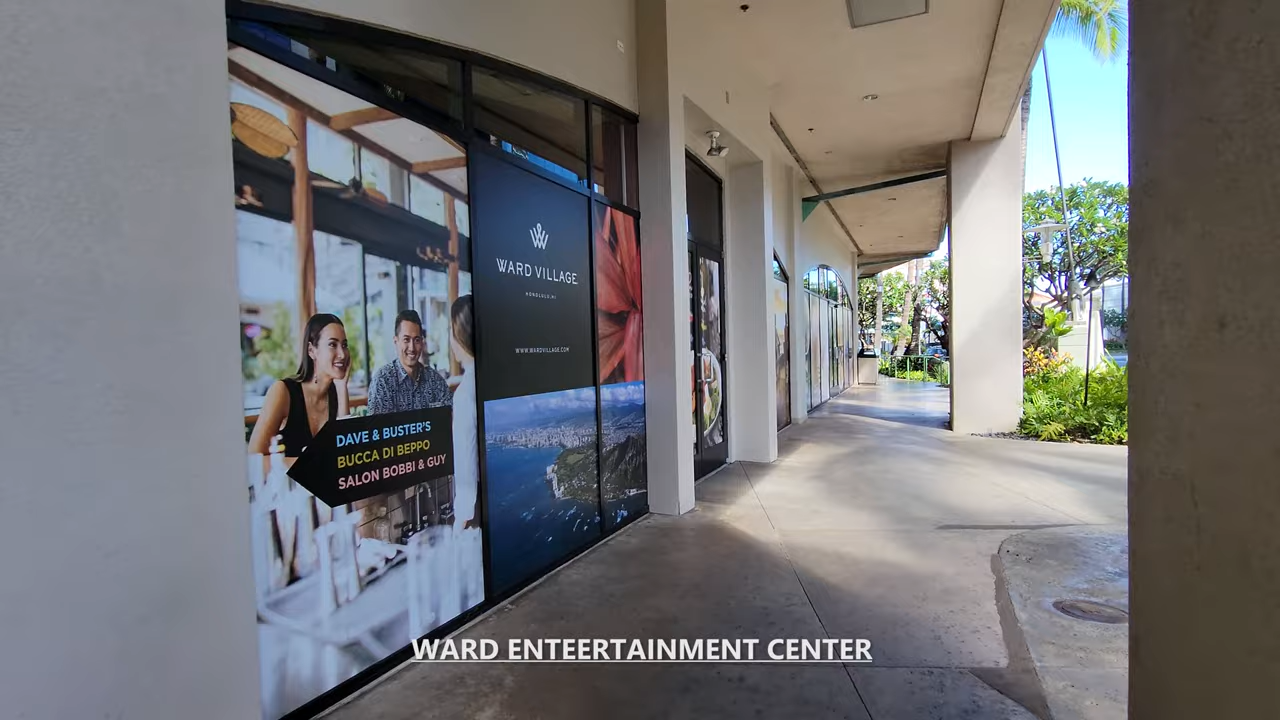 WARD VILLAGE
HONOLULU, HI
WWW.WARDVILLAGE.COM
DAVE & BUSTER'S
BUCCA DI BEPPO
SALON BOBBI & GUY
WARD ENTEERTAINMENT CENTER